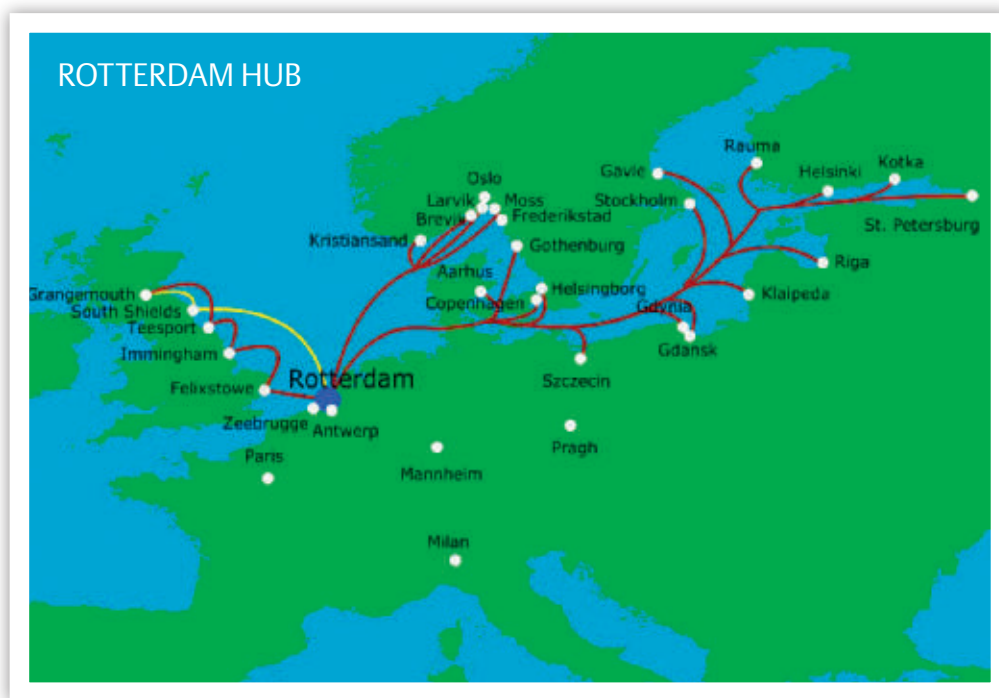 ROTTERDAM HUB
Rauma
Gavle
Helsinki
Kotka
Oslo
Larvik
Moss
Stockholm
Brevik
Frederikstad
St. Petersburg
Kristiansand
Gothenburg
Riga
Aarhus
Helsingborg
Grangemouth
Copenhagen
Klaipeda
South Shields
Gdynia
Teesport
Gdansk
Immingham
Rotterdam
Szczecin
Felixstowe
Zeebrugge
Antwerp
Pragh
Paris
Mannheim
Milan